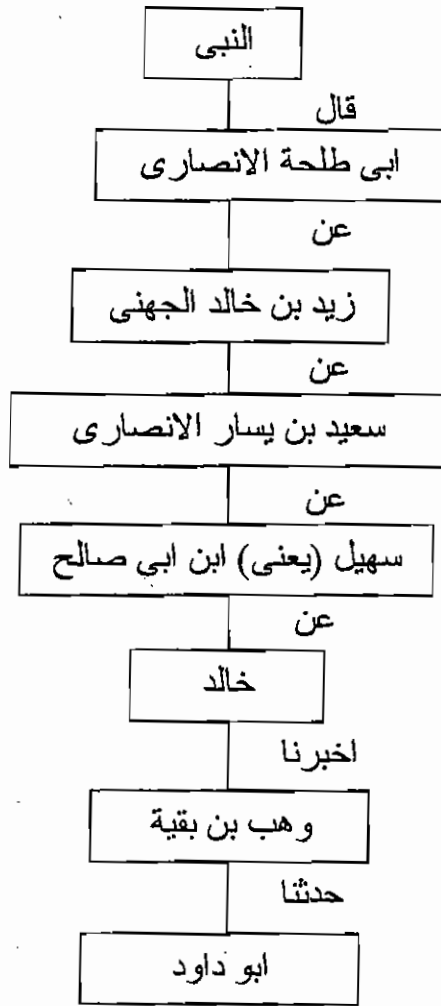 النبى
قال
ابى طلحة الانصارى
عن
زيد بن خالد الجهنى
عن
سعيد بن يسار الانصارى
عن
سهيل (يعنى) ابن ابى صالح
عن
خالد
اخبرنا
وهب بن بقية
حدثنا
ابو داود